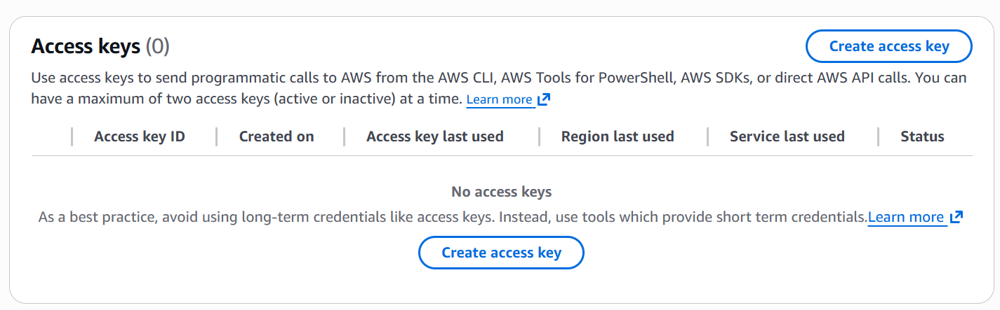 Access keys (0)
Create access key
Use access keys to send programmatic calls to AWS from the AWS CLI, AWS Tools for PowerShell, AWS SDKs, or direct AWS API calls. You can
have a maximum of two access keys (active or inactive) at a time. Learn more
Access key ID Created on Access key last used Region last used Service last used Status
No access keys
As a best practice, avoid using long-term credentials like access keys. Instead, use tools which provide short term credentials.Learn more
Create access key